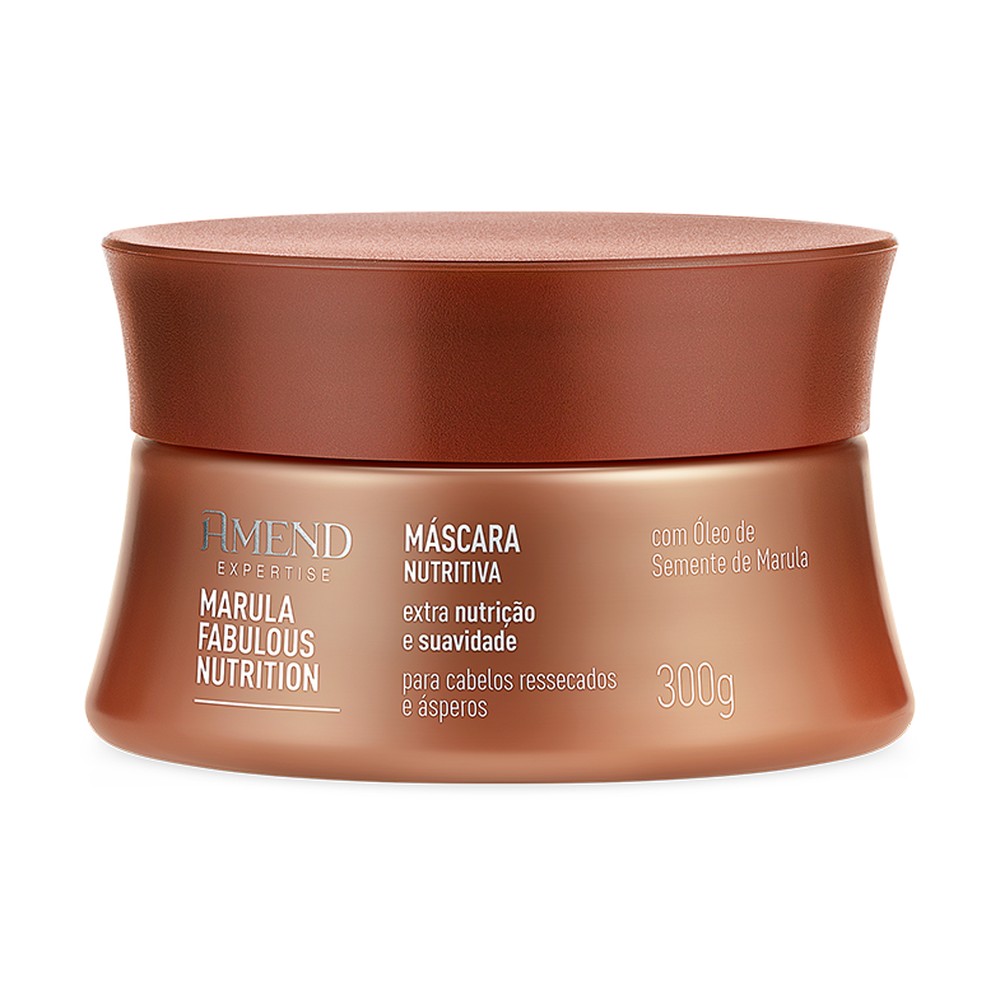 AMEND
EXPERTISE
MARULA
FABULOUS
NUTRITION
MÁSCARA
NUTRITIVA
extra nutrição
e suavidade
para cabelos ressecados
e ásperos
com Óleo de
Semente de Marula
300g